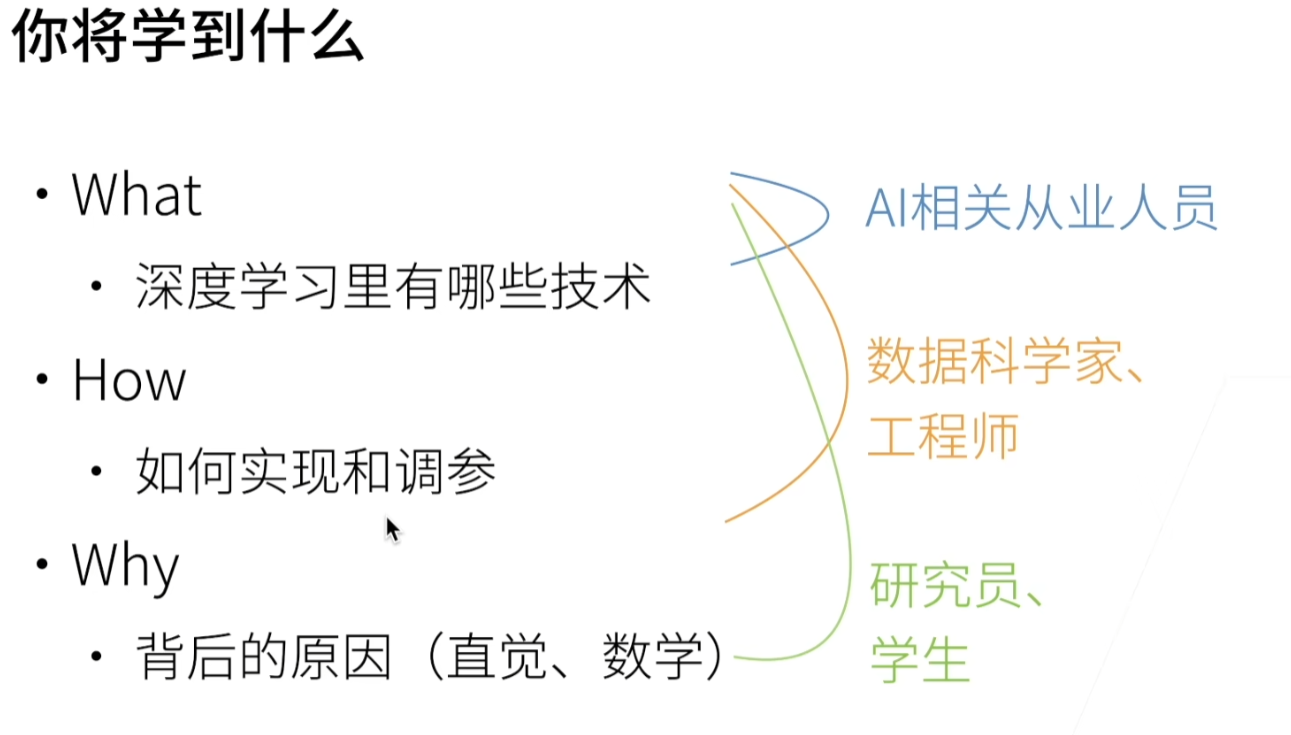 你将学到什么
• What
• 深度学习里有哪些技术
• How
• 如何实现和调参
• Why
• 背后的原因（直觉、数学）
AI相关从业人员
数据科学家、
工程师
研究员、
学生